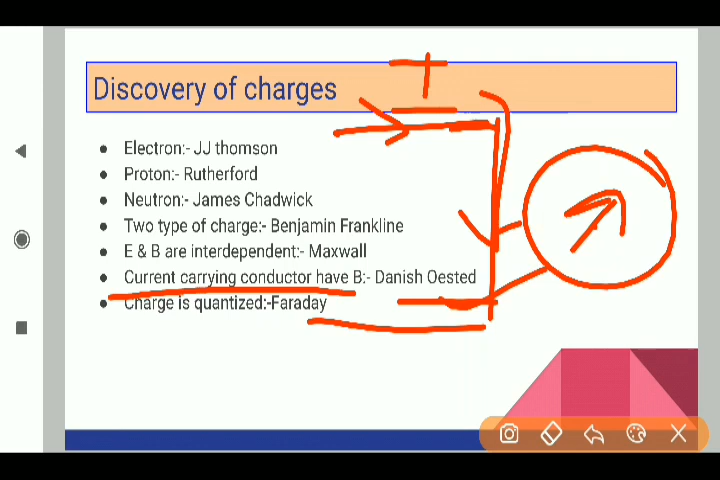 Discovery of charges
Electron:- JJ thomson
Proton:- Rutherford
Neutron:- James Chadwick
Two type of charge:- Benjamin Frankline
E & B are interdependent:- Maxwall
Current carrying conductor have B:- Danish Oested
Charge is quantized:-Faraday